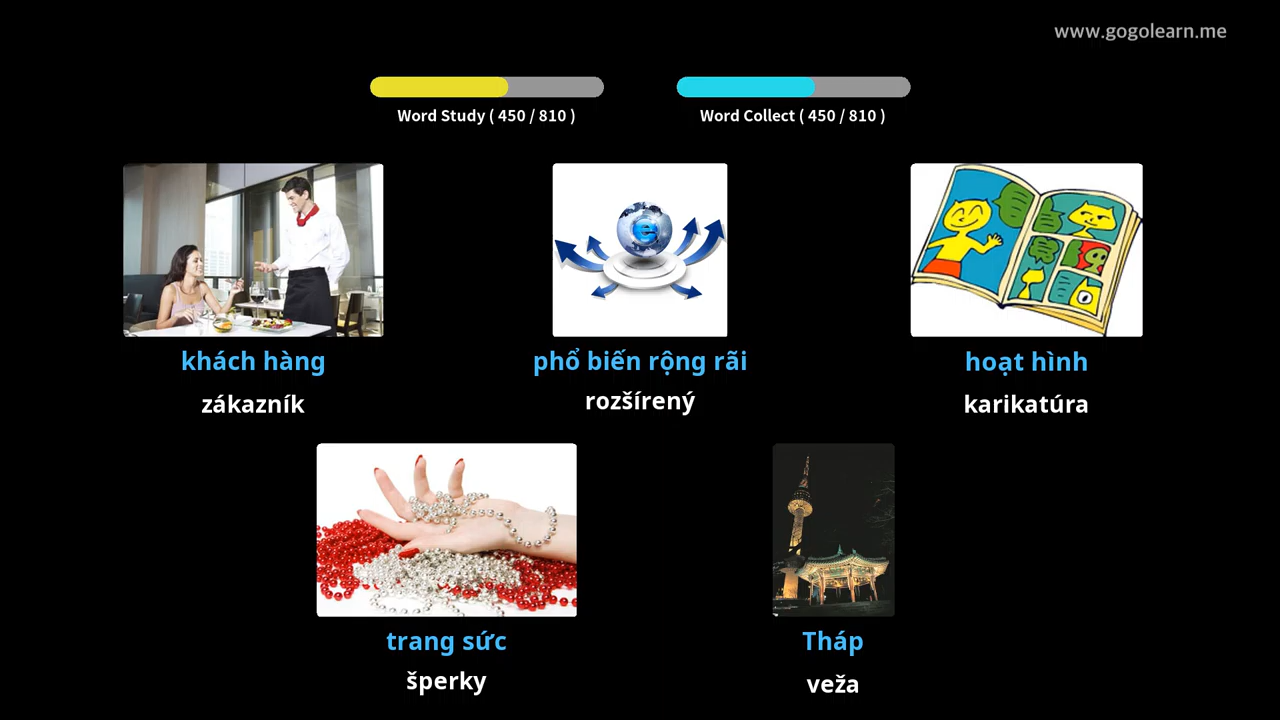 www.gogolearn.me
Word Study ( 450 / 810 )
Word Collect ( 450 / 810 )
khách hàng
zákazník
phổ biến rộng rãi
rozšírený
hoạt hình
karikatúra
trang sức
šperky
Tháp
veža